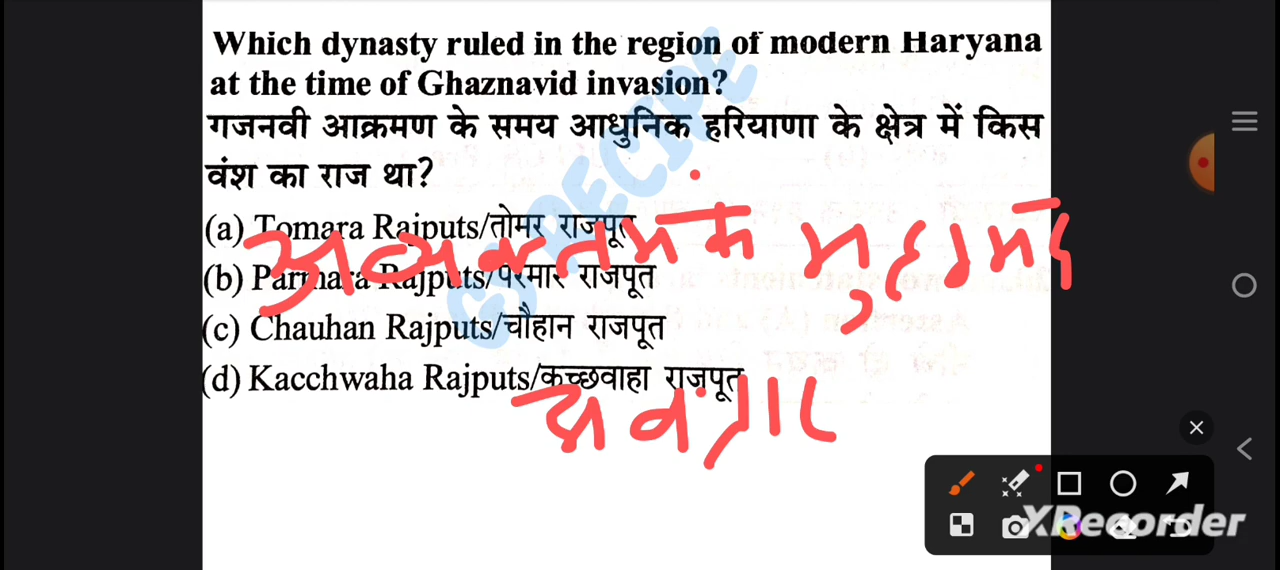 Which dynasty ruled in the region of modern Haryana
at the time of Ghaznavid invasion?
गजनवी आक्रमण के समय आधुनिक हरियाणा के क्षेत्र में किस
वंश का राज था?
(a) Tomara Rajputs/तोमर राजपूत
(b) Parmara Rajputs/परमार राजपूत
(c) Chauhan Rajputs/चौहान राजपूत
(d) Kacchwaha Rajputs/कच्छवाहा राजपूत
GS RECIPE
XRecorder